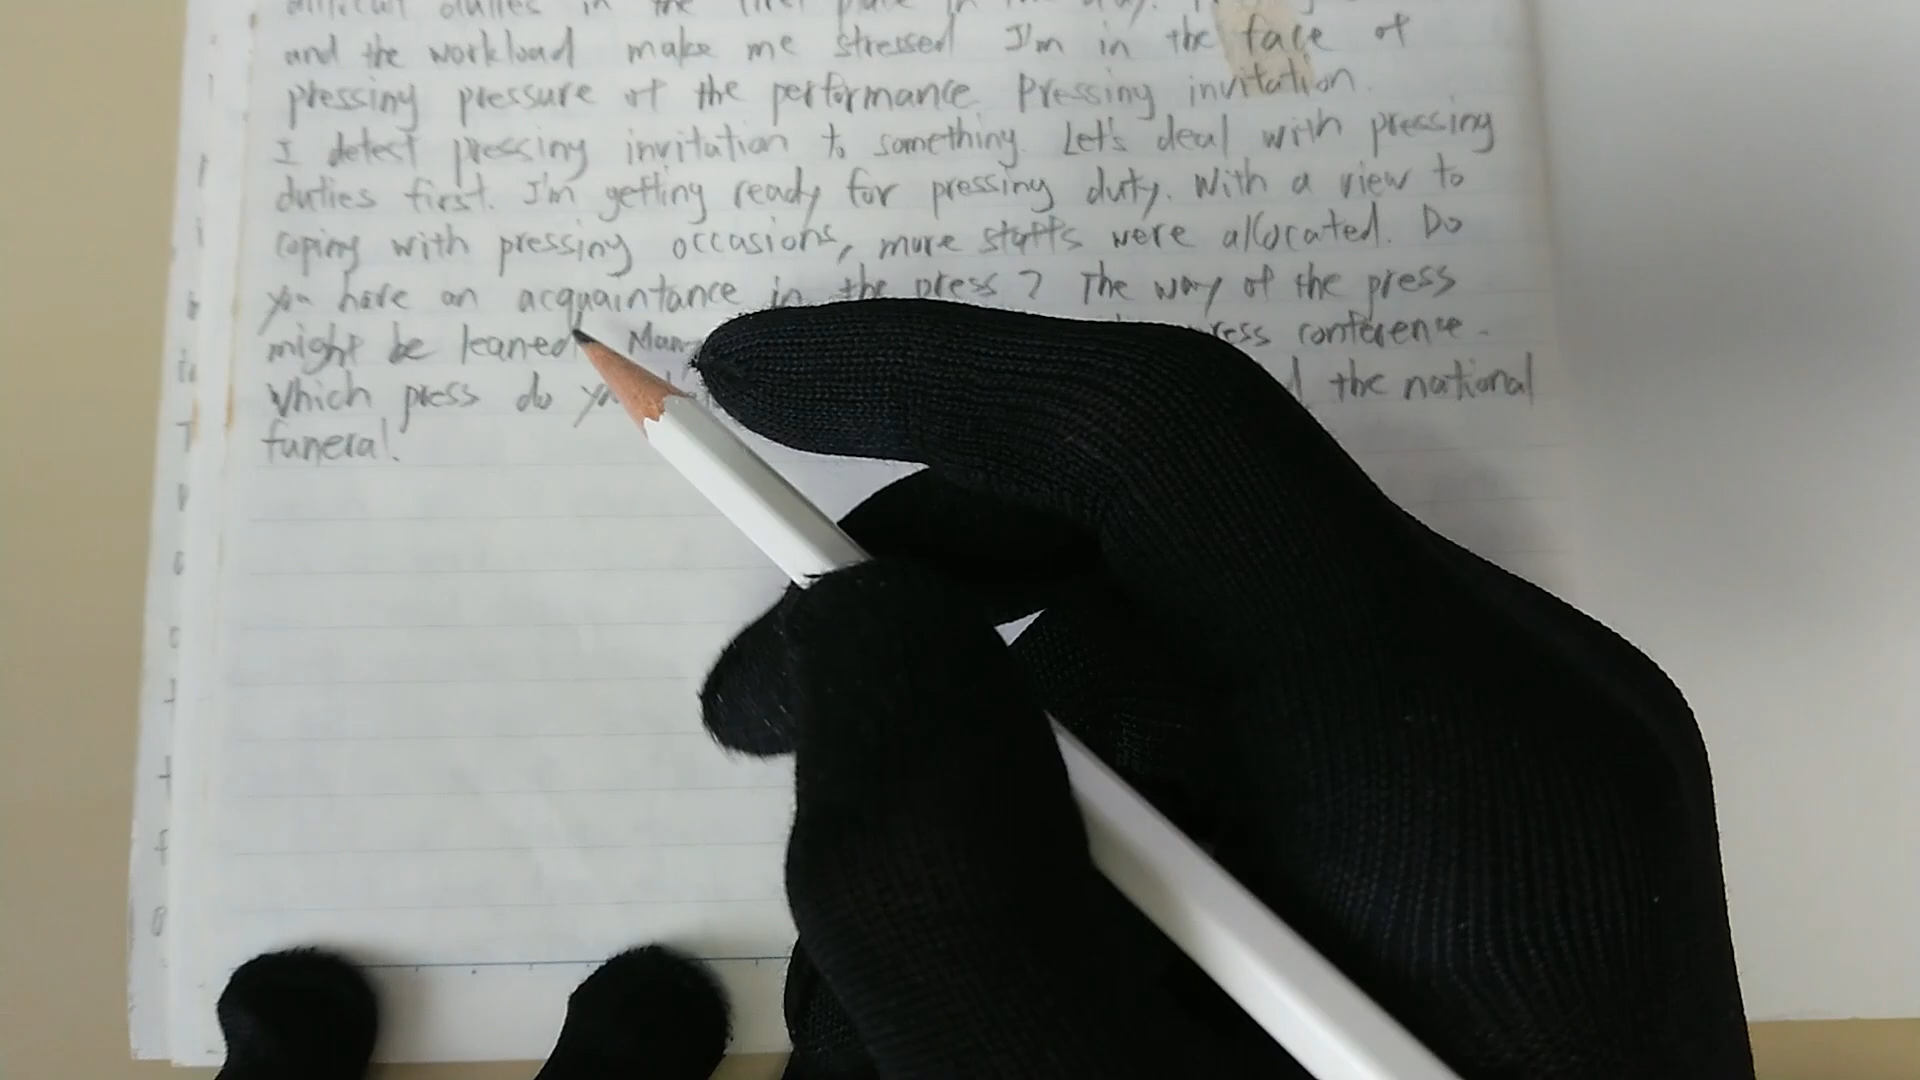 and the workload make me stressed I'm in the face of
pressing pressure of the performance pressing invitation.
I detest pressing invitation to something. Let's deal with pressing
duties first. I'm getting ready for pressing duty. With a view to
coping with pressing occasions, more staffs were allocated. Do
you have an acquaintance in the press? The way of the press
might be leaned. conference.
Which press do the national
funeral.